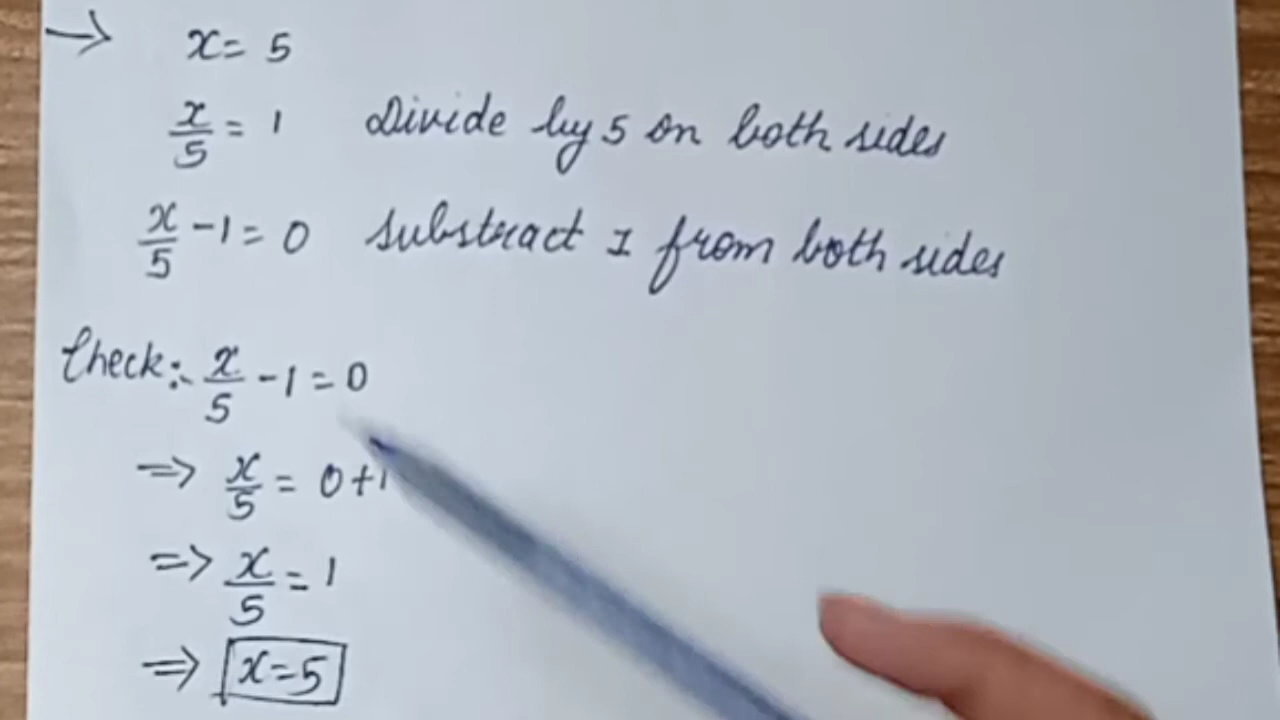 → x = 5
x/5 = 1 Divide by 5 on both sides
x/5 - 1 = 0 substract 1 from both sides
Check:- x/5 - 1 = 0
⇒ x/5 = 0+1
⇒ x/5 = 1
⇒ x=5